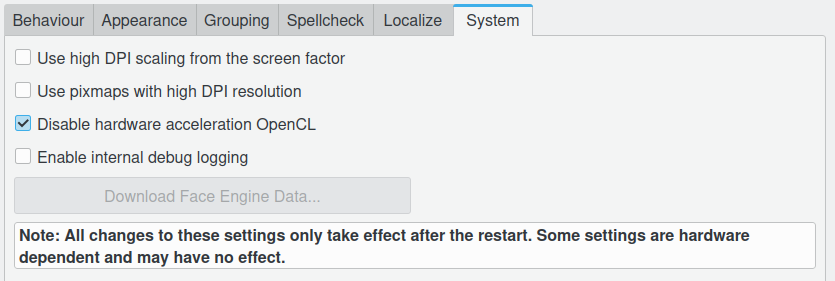 Behaviour Appearance Grouping Spellcheck Localize System
Use high DPI scaling from the screen factor
Use pixmaps with high DPI resolution
Disable hardware acceleration OpenCL
Enable internal debug logging
Download Face Engine Data...
Note: All changes to these settings only take effect after the restart. Some settings are hardware
dependent and may have no effect.